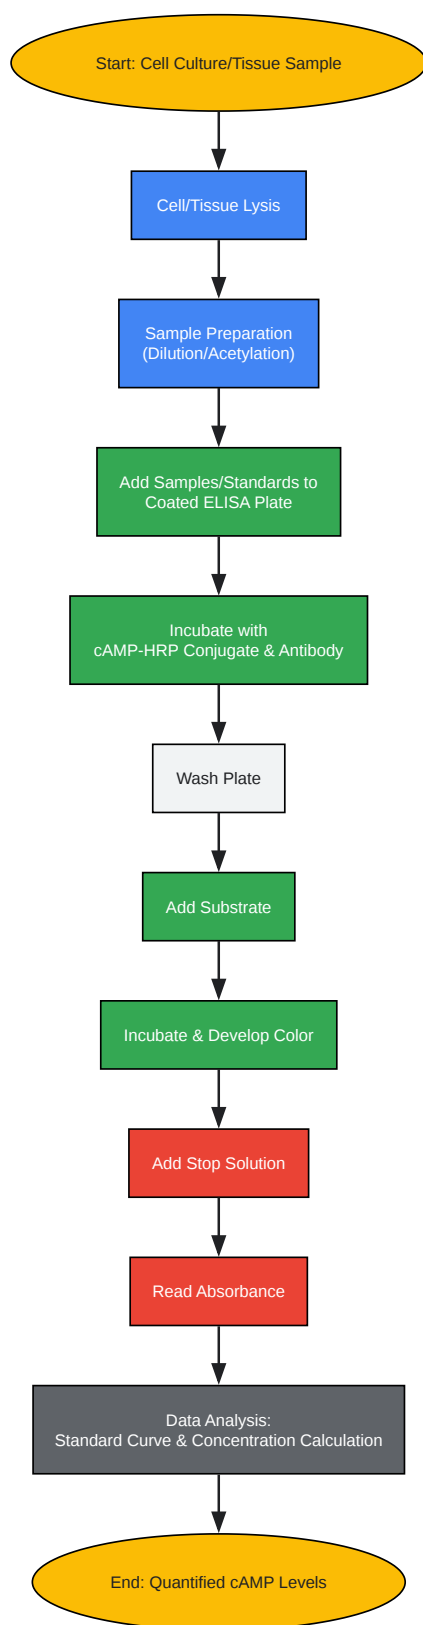 Start: Cell Culture/Tissue Sample
Cell/Tissue Lysis
Sample Preparation
(Dilution/Acetylation)
Add Samples/Standards to
Coated ELISA Plate
Incubate with
cAMP-HRP Conjugate & Antibody
Wash Plate
Add Substrate
Incubate & Develop Color
Add Stop Solution
Read Absorbance
Data Analysis:
Standard Curve & Concentration Calculation
End: Quantified cAMP Levels